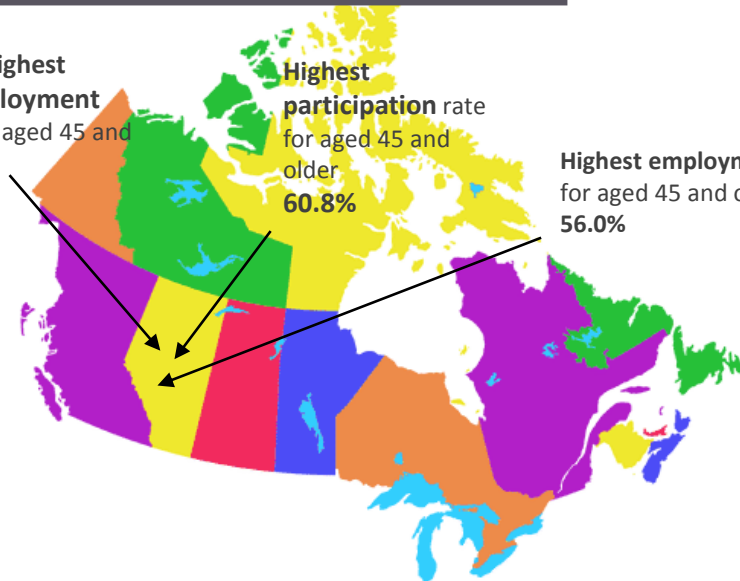 ighest
loyment
aged 45 and
Highest
participation rate
for aged 45 and
older
60.8%
Highest employm
for aged 45 and o
56.0%